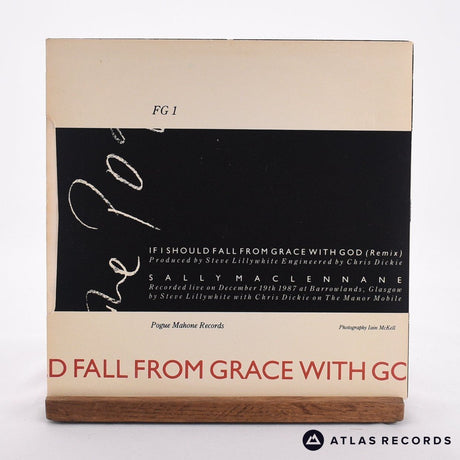 FG 1
IF I SHOULD FALL FROM GRACE WITH GOD (Remix)
Produced by Steve Lillywhite Engineered by Chris Dickie
SALLY MACLENNANE
Recorded live on December 19th 1987 at Barrowlands, Glasgow
by Steve Lillywhite with Chris Dickie on The Manor Mobile
Pogue Mahone Records
Photography Iain McKell
D FALL FROM GRACE WITH GO
ATLAS RECORDS